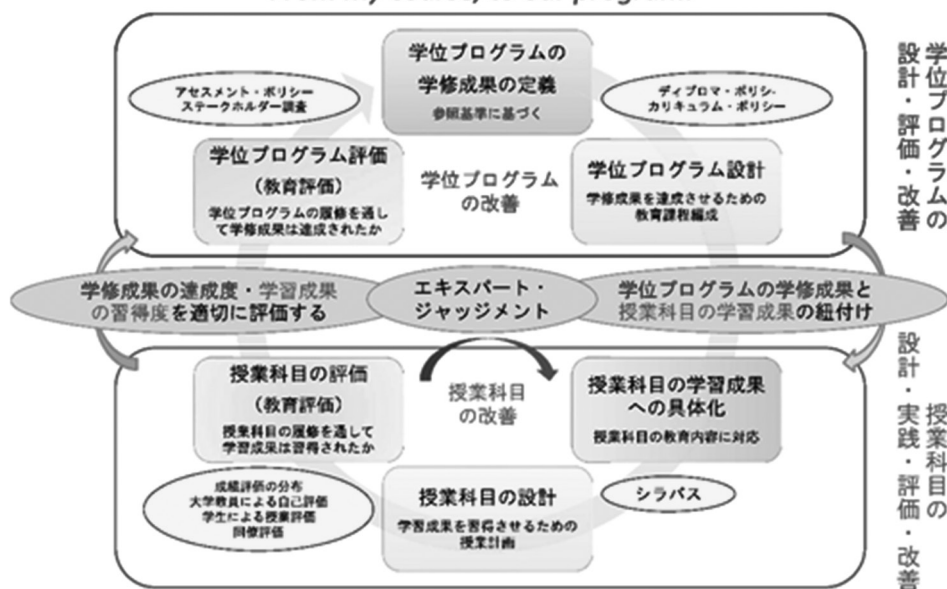 学位プログラムの
学修成果の定義
参照基準に基づく
アセスメント・ポリシー
ステークホルダー調査
ディプロマ・ポリシ-
カリキュラム・ポリシー
学位プログラム評価
(教育評価)
学位プログラムの履修を通し
て学修成果は達成されたか
学位プログラム
の改善
学位プログラム設計
学修成果を達成させるための
教育課程編成
学位プログラムの
設計・評価・改善
学修成果の達成度・学習成果
の習得度を適切に評価する
エキスパート・
ジャッジメント
学位プログラムの学修成果と
授業科目の学習成果の紐付け
授業科目の評価
(教育評価)
授業科目の履修を通して
学習成果は習得されたか
授業科目
の改善
授業科目の学習成果
への具体化
授業科目の教育内容に対応
成績評価の分布
大学教員による自己評価
学生による授業評価
同僚評価
授業科目の設計
学習成果を習得させるための
授業計画
シラバス
授業科目の
設計・実践・評価・改善